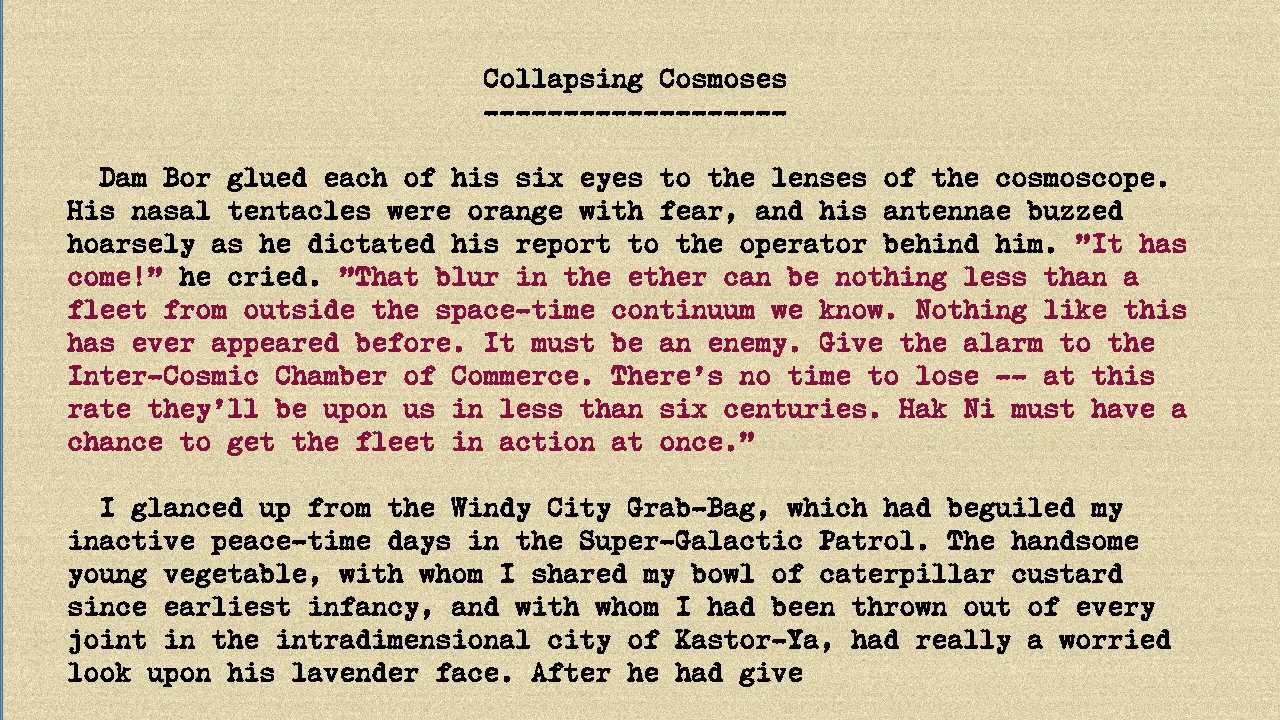 Collapsing Cosmoses
-------------------
Dam Bor glued each of his six eyes to the lenses of the cosmoscope.
His nasal tentacles were orange with fear, and his antennae buzzed
hoarsely as he dictated his report to the operator behind him. ”It has
come!” he cried. ”That blur in the ether can be nothing less than a
fleet from outside the space-time continuum we know. Nothing like this
has ever appeared before. It must be an enemy. Give the alarm to the
Inter-Cosmic Chamber of Commerce. There’s no time to lose -- at this
rate they’ll be upon us in less than six centuries. Hak Ni must have a
chance to get the fleet in action at once.”
I glanced up from the Windy City Grab-Bag, which had beguiled my
inactive peace-time days in the Super-Galactic Patrol. The handsome
young vegetable, with whom I shared my bowl of caterpillar custard
since earliest infancy, and with whom I had been thrown out of every
joint in the intradimensional city of Kastor-Ya, had really a worried
look upon his lavender face. After he had give